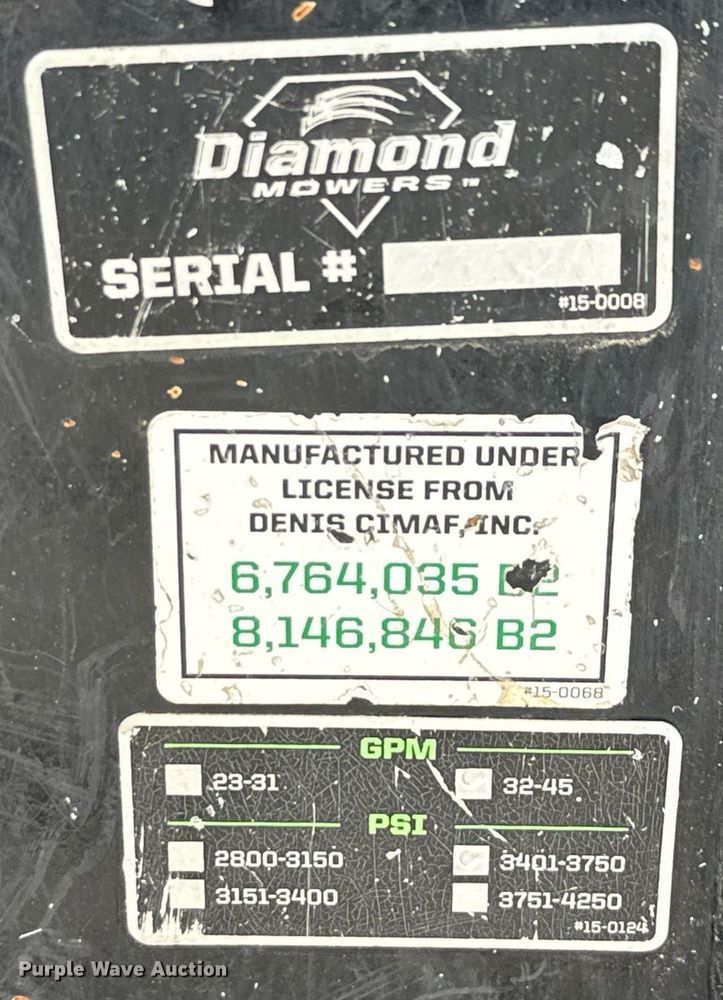 Diamond
MOWERS™
SERIAL #
#15-0008
MANUFACTURED UNDER
LICENSE FROM
DENIS CIMAF, INC.
6,764,035 B2
8,146,846 B2
#15-0068
GPM
23-31 32-45
PSI
2800-3150 3401-3750
3151-3400 3751-4250
#15-0124
Purple Wave Auction